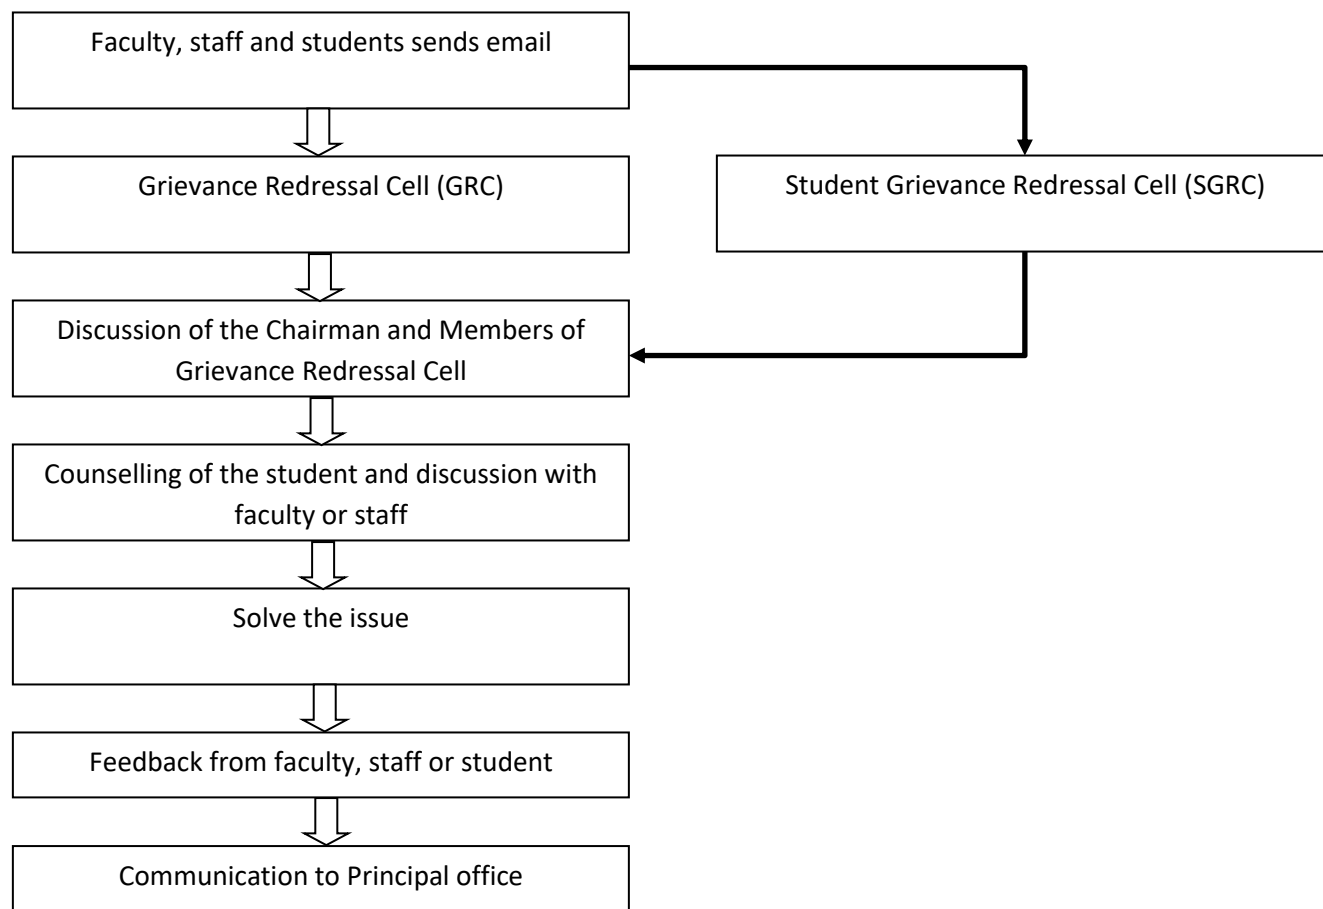 Faculty, staff and students sends email
Grievance Redressal Cell (GRC)
Student Grievance Redressal Cell (SGRC)
Discussion of the Chairman and Members of
Grievance Redressal Cell
Counselling of the student and discussion with
faculty or staff
Solve the issue
Feedback from faculty, staff or student
Communication to Principal office